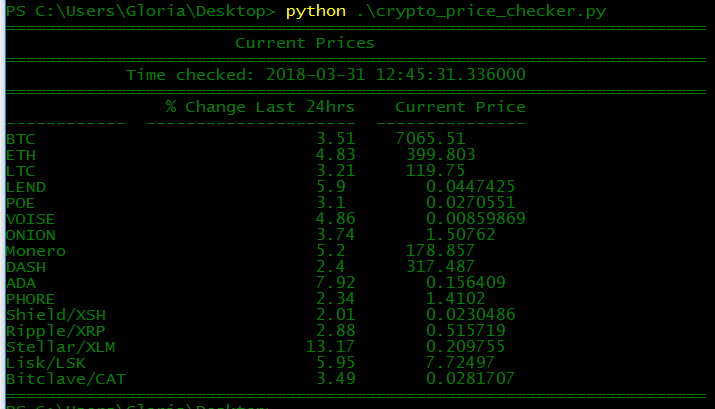 PS C:\Users\Gloria\Desktop> python .\crypto_price_checker.py
======================================================================
Current Prices
======================================================================
Time checked: 2018-03-31 12:45:31.336000
======================================================================
% Change Last 24hrs Current Price
------------ --------------------- ---------------
BTC 3.51 7065.51
ETH 4.83 399.803
LTC 3.21 119.75
LEND 5.9 0.0447425
POE 3.1 0.0270551
VOISE 4.86 0.00859869
ONION 3.74 1.50762
Monero 5.2 178.857
DASH 2.4 317.487
ADA 7.92 0.156409
PHORE 2.34 1.4102
Shield/XSH 2.01 0.0230486
Ripple/XRP 2.88 0.515719
Stellar/XLM 13.17 0.209755
Lisk/LSK 5.95 7.72497
Bitclave/CAT 3.49 0.0281707
======================================================================
PS C:\Users\Gloria\Desktop>